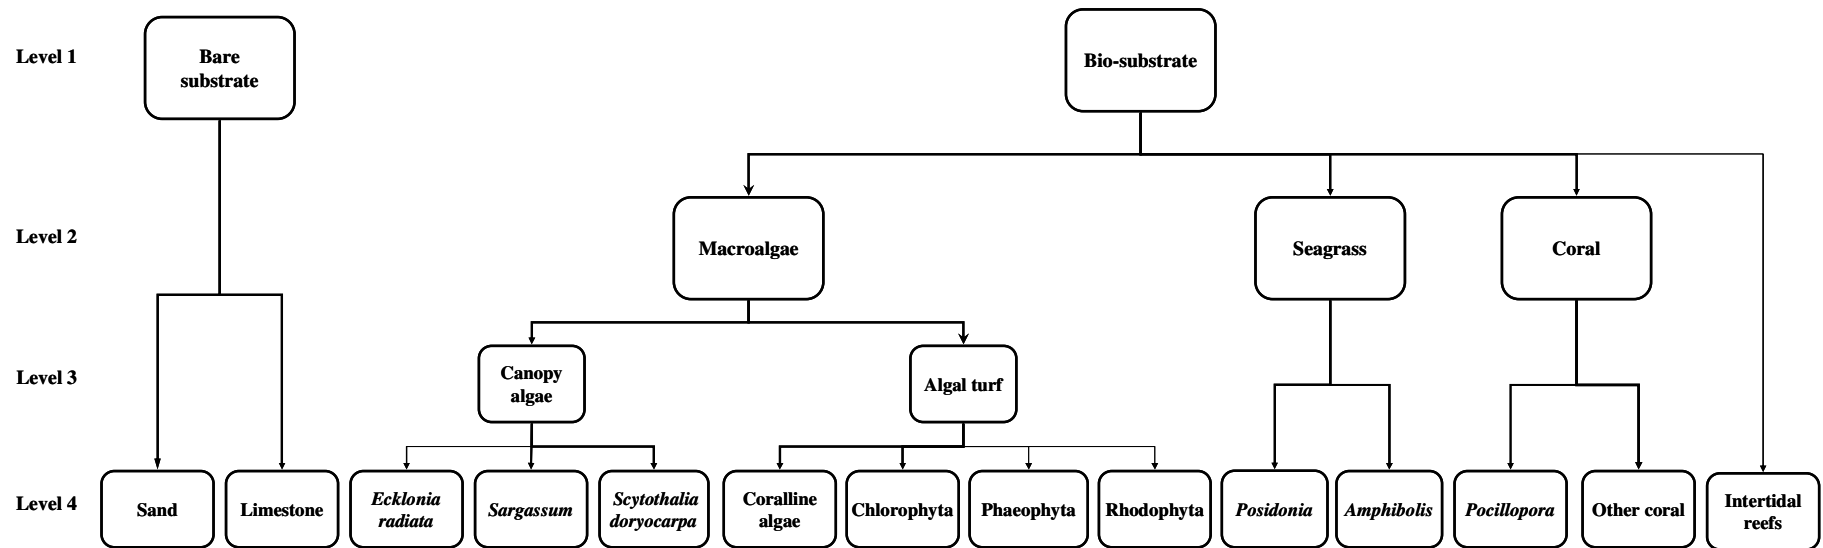 Level 1
Bare
substrate
Bio-substrate
Level 2
Macroalgae
Seagrass
Coral
Level 3
Canopy
algae
Algal turf
Level 4
Sand
Limestone
Ecklonia
radiata
Sargassum
Scytothalia
doryocarpa
Coralline
algae
Chlorophyta
Phaeophyta
Rhodophyta
Posidonia
Amphibolis
Pocillopora
Other coral
Intertidal
reefs